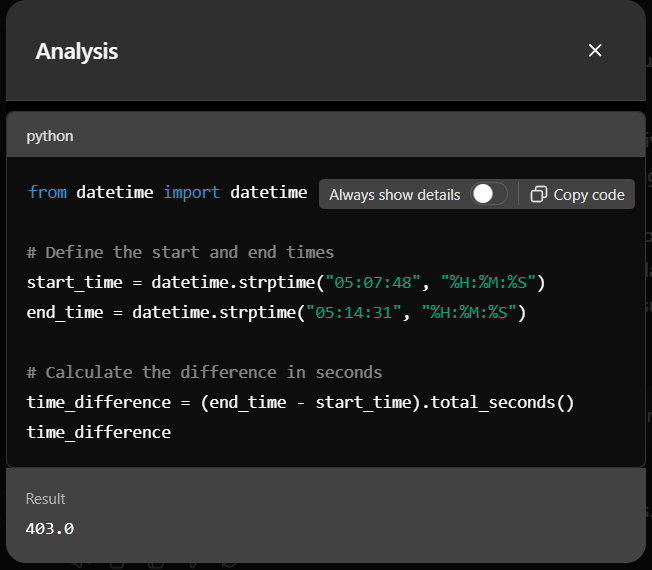 Analysis
python
from datetime import datetime
Always show details
Copy code
# Define the start and end times
start_time = datetime.strptime("05:07:48", "%H:%M:%S")
end_time = datetime.strptime("05:14:31", "%H:%M:%S")
# Calculate the difference in seconds
time_difference = (end_time - start_time).total_seconds()
time_difference
Result
403.0